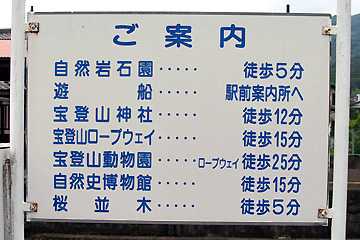 ご案内
自然岩石園・・・・・ 徒歩5分
遊船・・・・・ 駅前案内所へ
宝登山神社・・・・・ 徒歩12分
宝登山ロープウェイ・・・・・ 徒歩15分
宝登山動物園・・・・・ロープウェイ徒歩25分
自然史博物館・・・・・ 徒歩15分
桜並木・・・・・ 徒歩5分